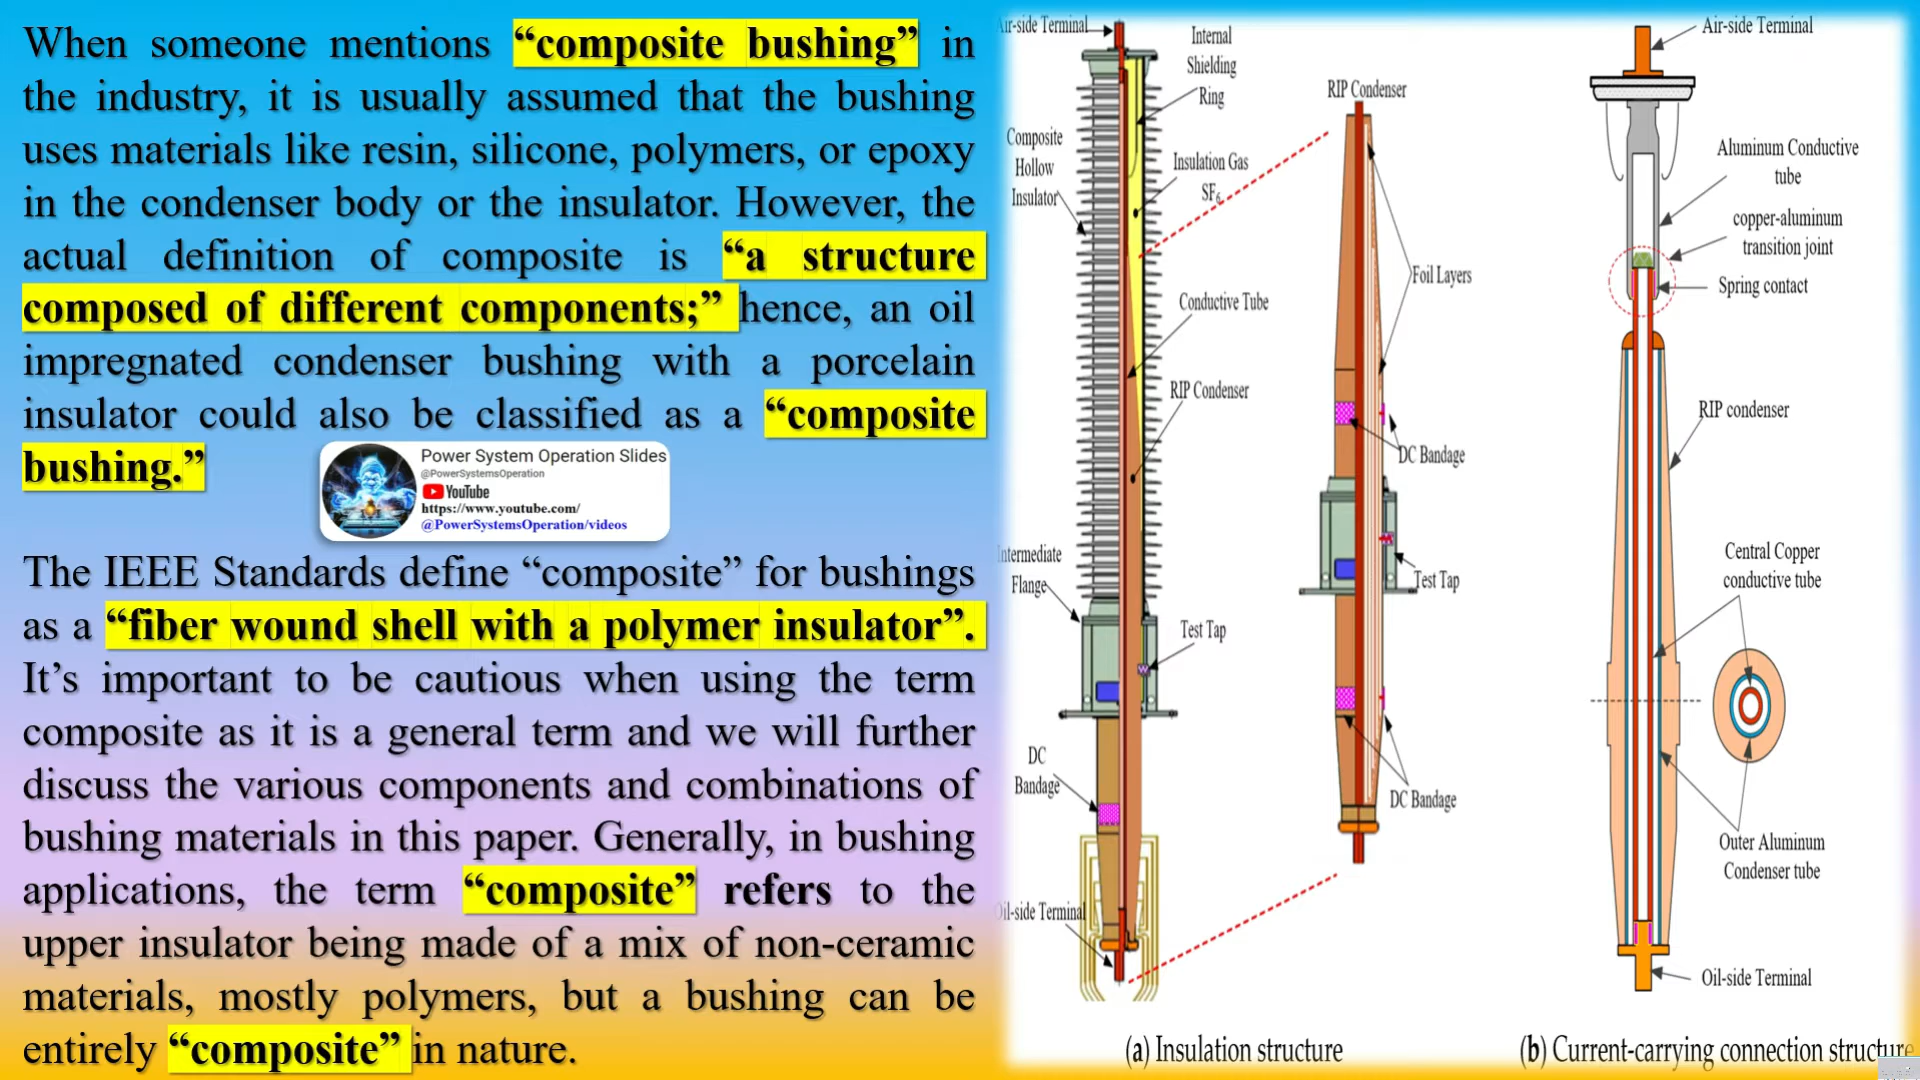 When someone mentions “composite bushing” in
the industry, it is usually assumed that the bushing
uses materials like resin, silicone, polymers, or epoxy
in the condenser body or the insulator. However, the
actual definition of composite is “a structure
composed of different components;” hence, an oil
impregnated condenser bushing with a porcelain
insulator could also be classified as a “composite
bushing.”
Power System Operation Slides
@PowerSystemsOperation
YouTube
https://www.youtube.com/
@PowerSystemsOperation/videos
The IEEE Standards define “composite” for bushings
as a “fiber wound shell with a polymer insulator”.
It’s important to be cautious when using the term
composite as it is a general term and we will further
discuss the various components and combinations of
bushing materials in this paper. Generally, in bushing
applications, the term “composite” refers to the
upper insulator being made of a mix of non-ceramic
materials, mostly polymers, but a bushing can be
entirely “composite” in nature.
Air-side Terminal
Internal
Shielding
Ring
Composite
Hollow
Insulator
Insulation Gas
SF6
Conductive Tube
RIP Condenser
Intermediate
Flange
Test Tap
DC
Bandage
Oil-side Terminal
RIP Condenser
Foil Layers
DC Bandage
Test Tap
DC Bandage
(a) Insulation structure
Air-side Terminal
Aluminum Conductive
tube
copper-aluminum
transition joint
Spring contact
RIP condenser
Central Copper
conductive tube
Outer Aluminum
Condenser tube
Oil-side Terminal
(b) Current-carrying connection structure